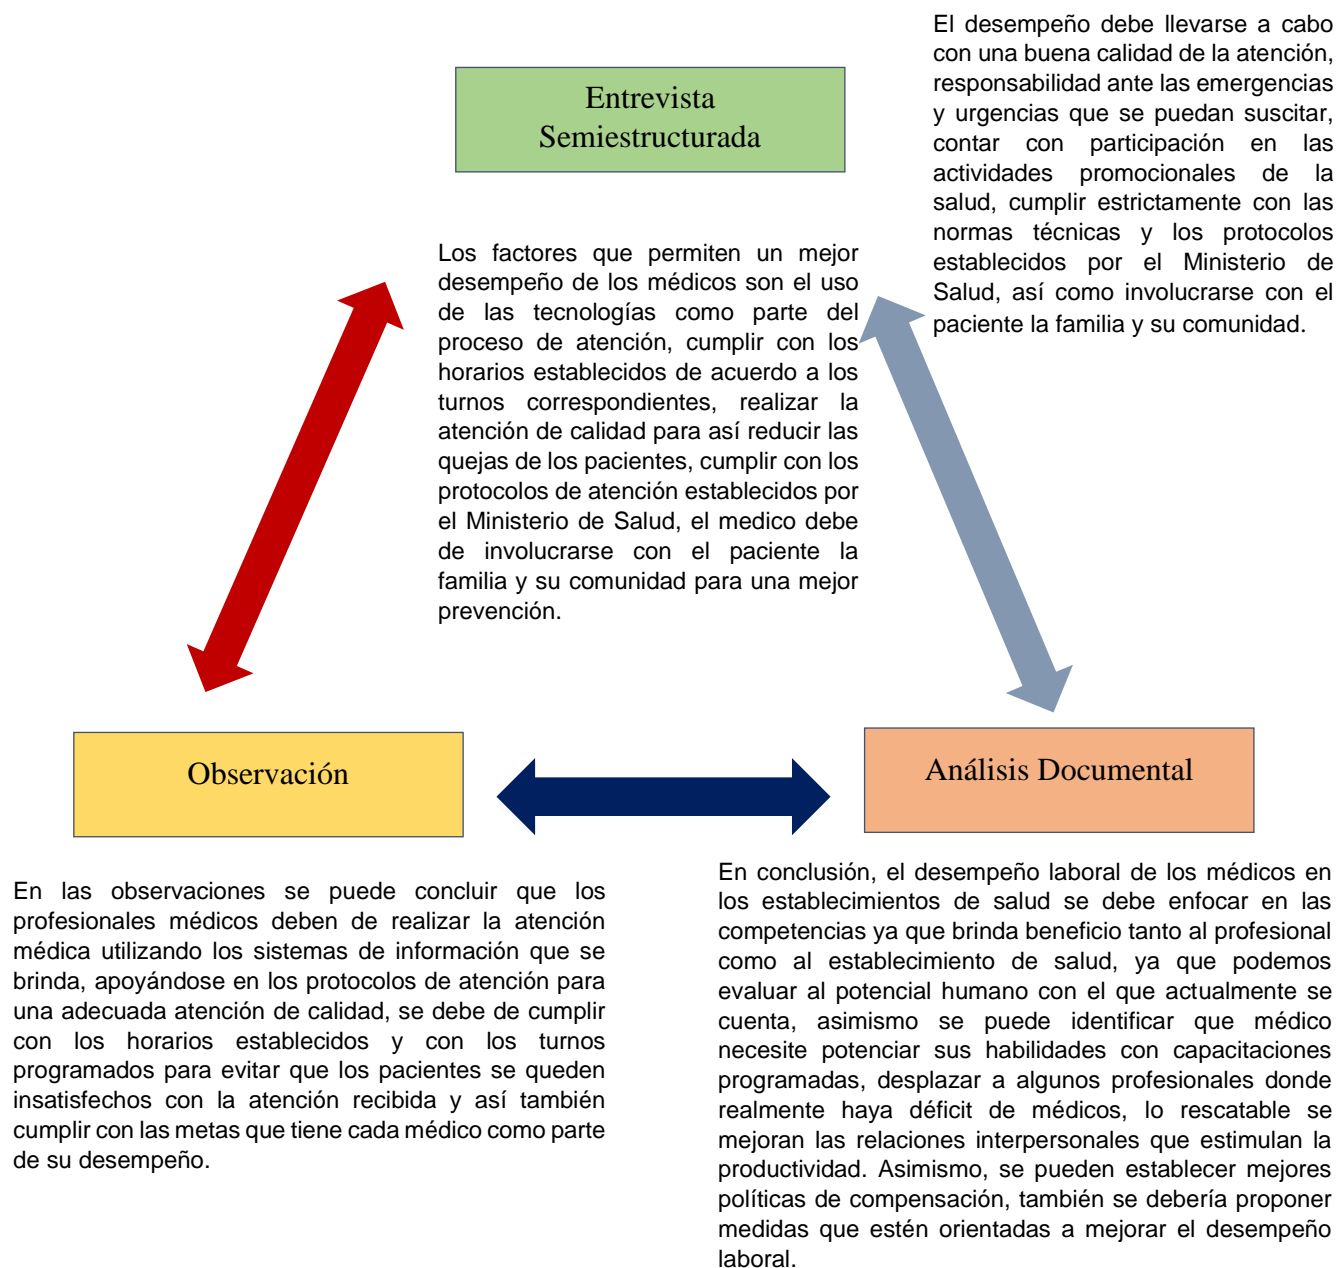 El desempeño debe llevarse a cabo
con una buena calidad de la atención,
responsabilidad ante las emergencias
y urgencias que se puedan suscitar,
contar con participación en las
actividades promocionales de la
salud, cumplir estrictamente con las
normas técnicas y los protocolos
establecidos por el Ministerio de
Salud, así como involucrarse con el
paciente la familia y su comunidad.
Entrevista
Semiestructurada
Los factores que permiten un mejor
desempeño de los médicos son el uso
de las tecnologías como parte del
proceso de atención, cumplir con los
horarios establecidos de acuerdo a los
turnos correspondientes, realizar la
atención de calidad para así reducir las
quejas de los pacientes, cumplir con los
protocolos de atención establecidos por
el Ministerio de Salud, el medico debe
de involucrarse con el paciente la
familia y su comunidad para una mejor
prevención.
Observación
Análisis Documental
En las observaciones se puede concluir que los
profesionales médicos deben de realizar la atención
médica utilizando los sistemas de información que se
brinda, apoyándose en los protocolos de atención para
una adecuada atención de calidad, se debe de cumplir
con los horarios establecidos y con los turnos
programados para evitar que los pacientes se queden
insatisfechos con la atención recibida y así también
cumplir con las metas que tiene cada médico como parte
de su desempeño.
En conclusión, el desempeño laboral de los médicos en
los establecimientos de salud se debe enfocar en las
competencias ya que brinda beneficio tanto al profesional
como al establecimiento de salud, ya que podemos
evaluar al potencial humano con el que actualmente se
cuenta, asimismo se puede identificar que médico
necesite potenciar sus habilidades con capacitaciones
programadas, desplazar a algunos profesionales donde
realmente haya déficit de médicos, lo rescatable se
mejoran las relaciones interpersonales que estimulan la
productividad. Asimismo, se pueden establecer mejores
políticas de compensación, también se debería proponer
medidas que estén orientadas a mejorar el desempeño
laboral.